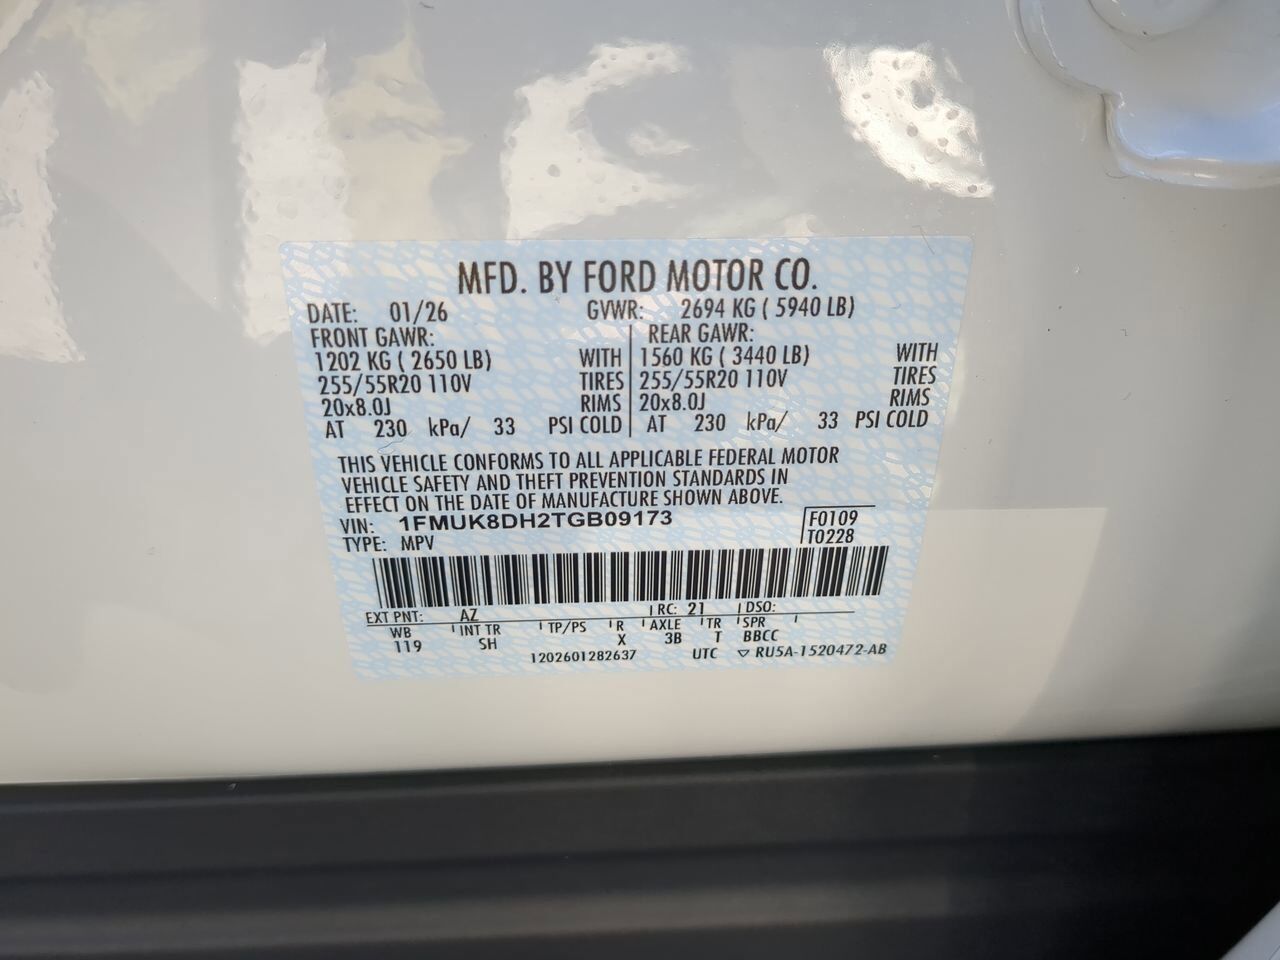 MFD. BY FORD MOTOR CO.
DATE: 01/26 GVWR: 2694 KG ( 5940 LB)
FRONT GAWR: REAR GAWR:
1202 KG ( 2650 LB) WITH 1560 KG ( 3440 LB) WITH
255/55R20 110V TIRES 255/55R20 110V TIRES
20x8.0J RIMS 20x8.0J RIMS
AT 230 kPa/ 33 PSI COLD AT 230 kPa/ 33 PSI COLD
THIS VEHICLE CONFORMS TO ALL APPLICABLE FEDERAL MOTOR
VEHICLE SAFETY AND THEFT PREVENTION STANDARDS IN
EFFECT ON THE DATE OF MANUFACTURE SHOWN ABOVE.
VIN: 1FMUK8DH2TGB09173 F0109
TYPE: MPV T0228
EXT PNT: AZ RC: 21 DSO:
WB INT TR TP/PS R AXLE TR SPR
119 SH X 3B T BBCC
1202601282637 UTC ▽ RU5A-1520472-AB